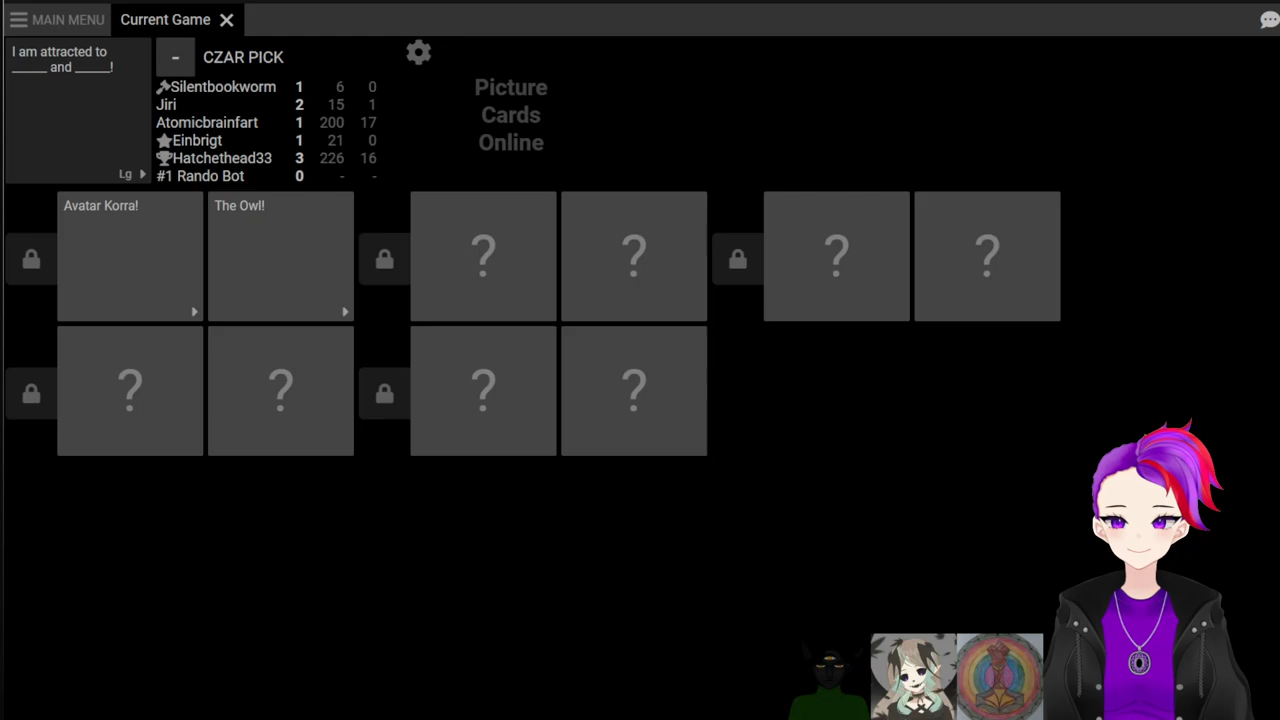 MAIN MENU
Current Game
I am attracted to
______ and ______!
Lg
-
CZAR PICK
Silentbookworm 1 6 0
Jiri 2 15 1
Atomicbrainfart 1 200 17
Einbrigt 1 21 0
Hatchethead33 3 226 16
#1 Rando Bot 0 - -
Picture
Cards
Online
Avatar Korra!
The Owl!
? ? ? ?
? ? ? ?